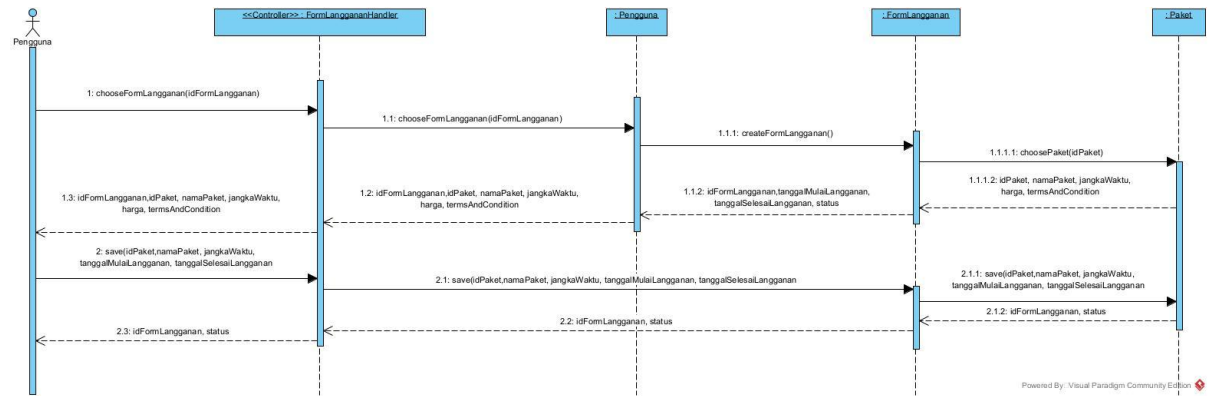 <<Controller>> : FormLanggananHandler
: Pengguna
: FormLangganan
: Paket
Pengguna
1: chooseFormLangganan(idFormLangganan)
1.1: chooseFormLangganan(idFormLangganan)
1.1.1: createFormLangganan()
1.1.1.1: choosePaket(idPaket)
1.1.1.2: idPaket, namaPaket, jangkaWaktu,
harga, termsAndCondition
1.1.2: idFormLangganan,tanggalMulaiLangganan,
tanggalSelesaiLangganan, status
1.2: idFormLangganan,idPaket, namaPaket, jangkaWaktu,
harga, termsAndCondition
1.3: idFormLangganan,idPaket, namaPaket, jangkaWaktu,
harga, termsAndCondition
2: save(idPaket,namaPaket, jangkaWaktu,
tanggalMulaiLangganan, tanggalSelesaiLangganan
2.1: save(idPaket,namaPaket, jangkaWaktu, tanggalMulaiLangganan, tanggalSelesaiLangganan
2.1.1: save(idPaket,namaPaket, jangkaWaktu,
tanggalMulaiLangganan, tanggalSelesaiLangganan
2.1.2: idFormLangganan, status
2.2: idFormLangganan, status
2.3: idFormLangganan, status
Powered By: Visual Paradigm Community Edition